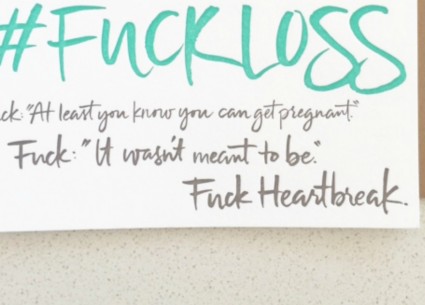 #FUCKLOSS
ck: "At least you know you can get pregnant."
Fuck: "It wasn't meant to be."
Fuck Heartbreak.